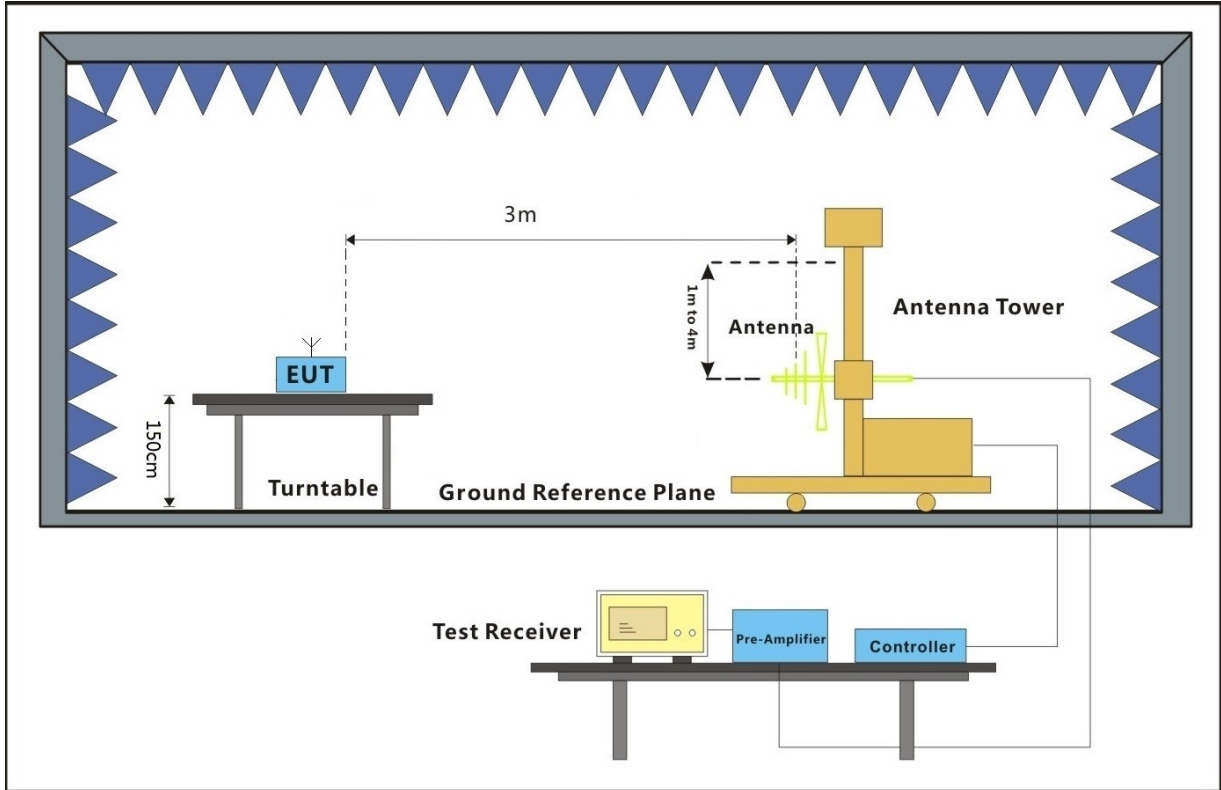 3m
1m to 4m
Antenna
Antenna Tower
EUT
150cm
Turntable
Ground Reference Plane
Test Receiver
Pre-Amplifier
Controller